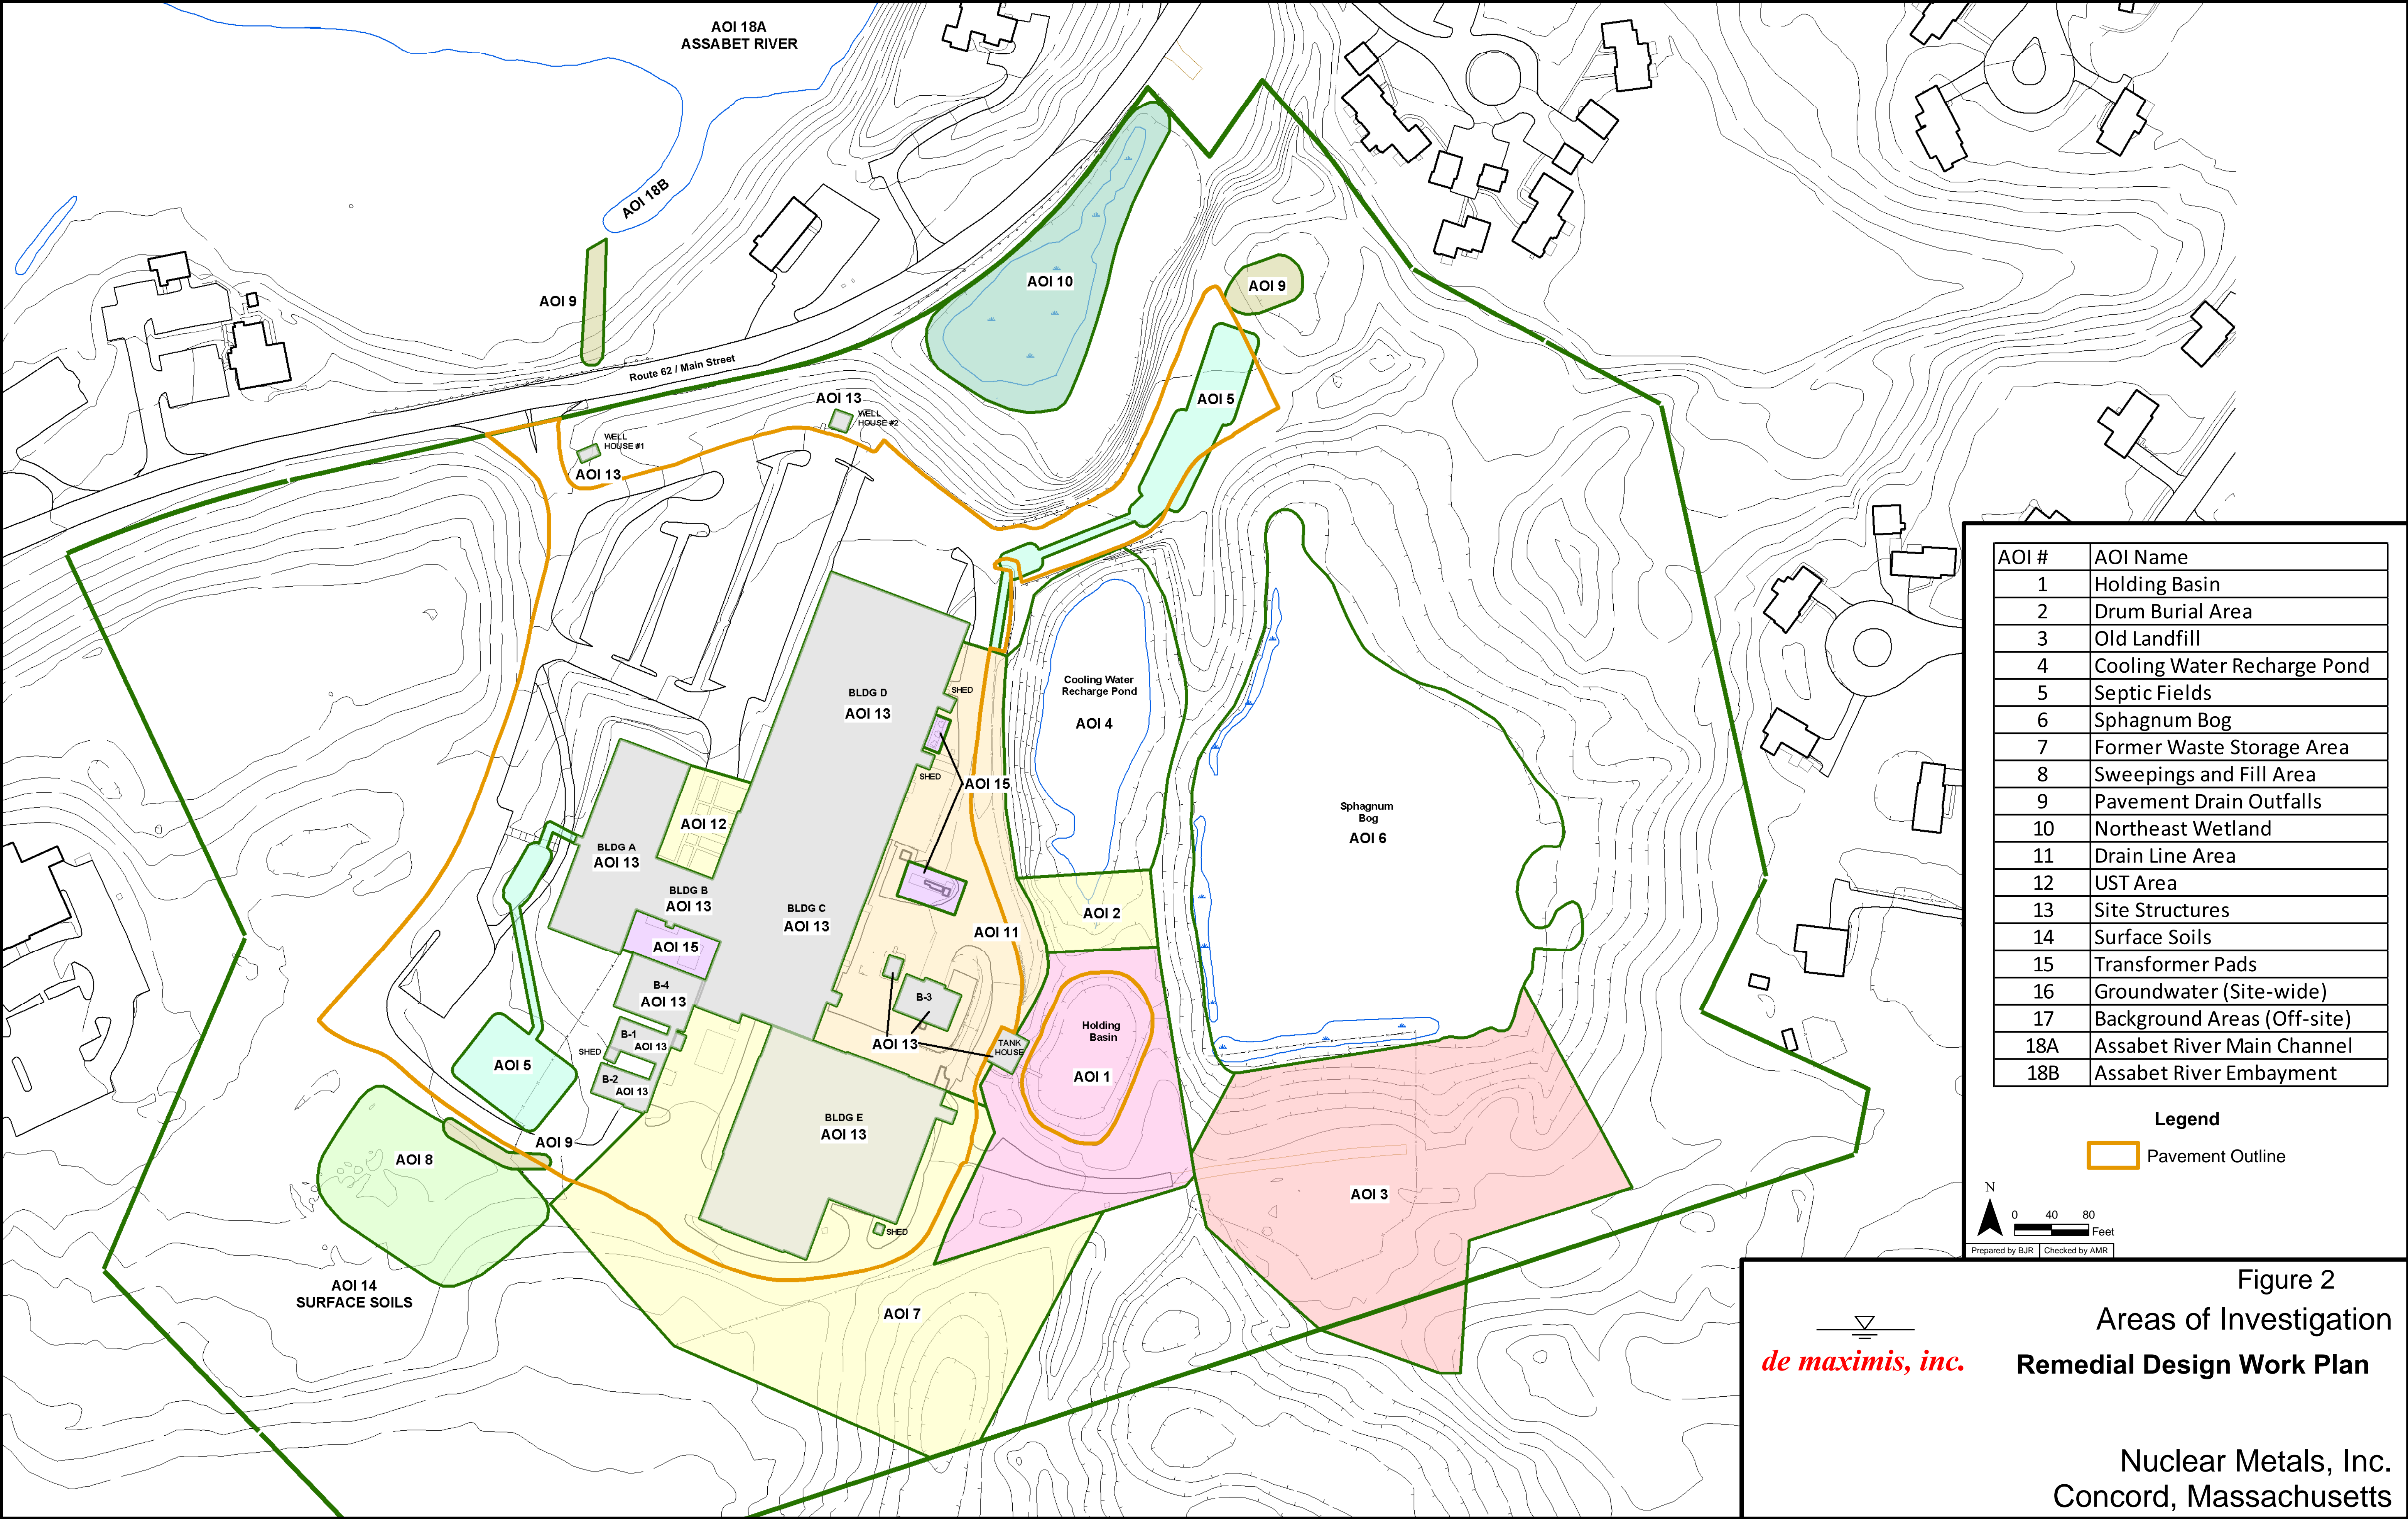 AOI 18A
ASSABET RIVER
AOI 18B
AOI 9
Route 62 / Main Street
AOI 10
AOI 9
AOI 5
AOI 13
WELL
HOUSE #2
WELL
HOUSE #1
AOI 13
BLDG D
AOI 13
SHED
SHED
AOI 15
Cooling Water
Recharge Pond
AOI 4
Sphagnum
Bog
AOI 6
AOI 12
BLDG A
AOI 13
BLDG B
AOI 13
BLDG C
AOI 13
AOI 11
AOI 2
AOI 15
B-4
AOI 13
B-3
AOI 13
TANK
HOUSE
Holding
Basin
AOI 1
B-1
AOI 13
SHED
B-2
AOI 13
AOI 5
AOI 9
AOI 8
BLDG E
AOI 13
SHED
AOI 3
AOI 14
SURFACE SOILS
AOI 7
AOI # AOI Name
1 Holding Basin
2 Drum Burial Area
3 Old Landfill
4 Cooling Water Recharge Pond
5 Septic Fields
6 Sphagnum Bog
7 Former Waste Storage Area
8 Sweepings and Fill Area
9 Pavement Drain Outfalls
10 Northeast Wetland
11 Drain Line Area
12 UST Area
13 Site Structures
14 Surface Soils
15 Transformer Pads
16 Groundwater (Site-wide)
17 Background Areas (Off-site)
18A Assabet River Main Channel
18B Assabet River Embayment
Legend
Pavement Outline
N
0 40 80
Feet
Prepared by BJR Checked by AMR
Figure 2
Areas of Investigation
de maximis, inc.
Remedial Design Work Plan
Nuclear Metals, Inc.
Concord, Massachusetts